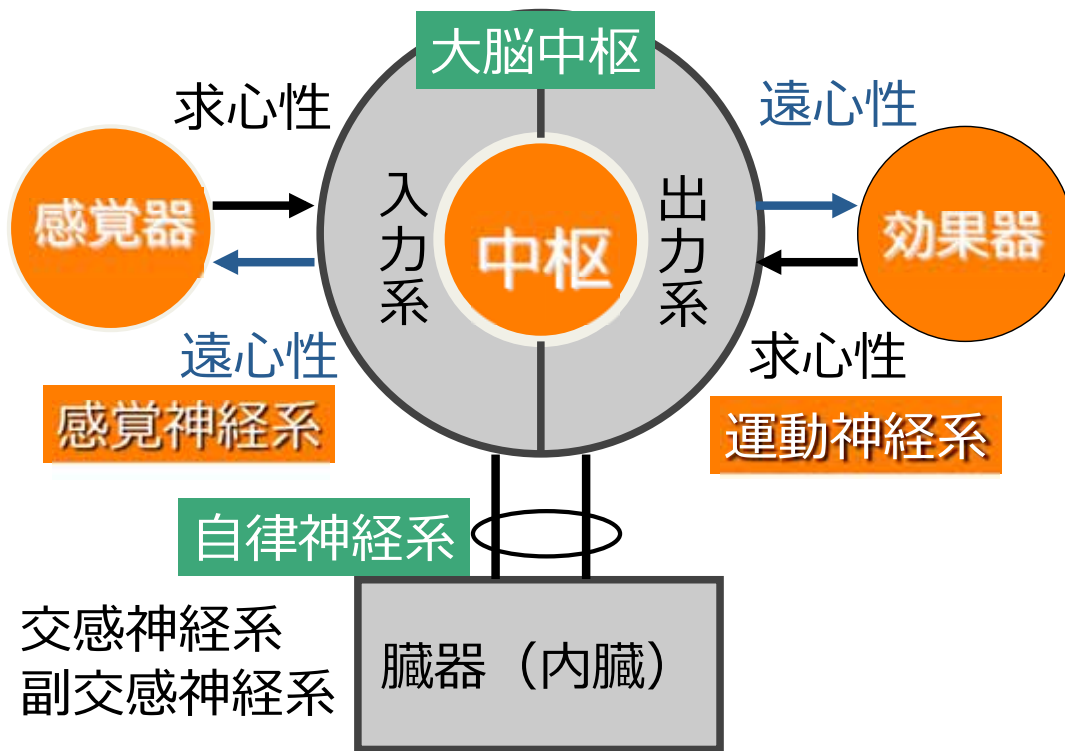 大脳中枢
求心性
遠心性
感覚器
入力系
中枢
出力系
効果器
遠心性
求心性
感覚神経系
運動神経系
自律神経系
交感神経系
副交感神経系
臓器（内臓）